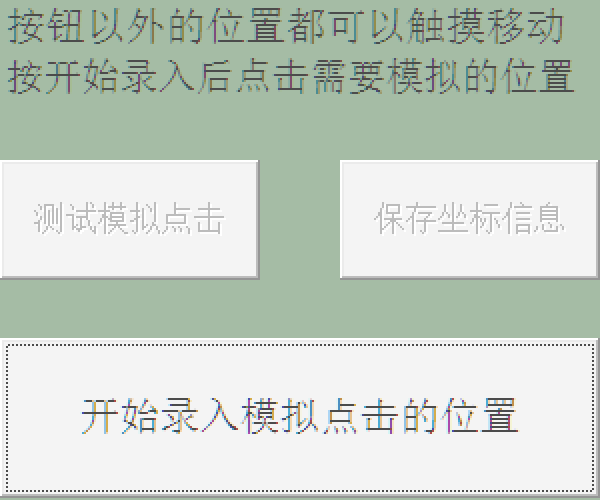 按钮以外的位置都可以触摸移动
按开始录入后点击需要模拟的位置
测试模拟点击
保存坐标信息
开始录入模拟点击的位置